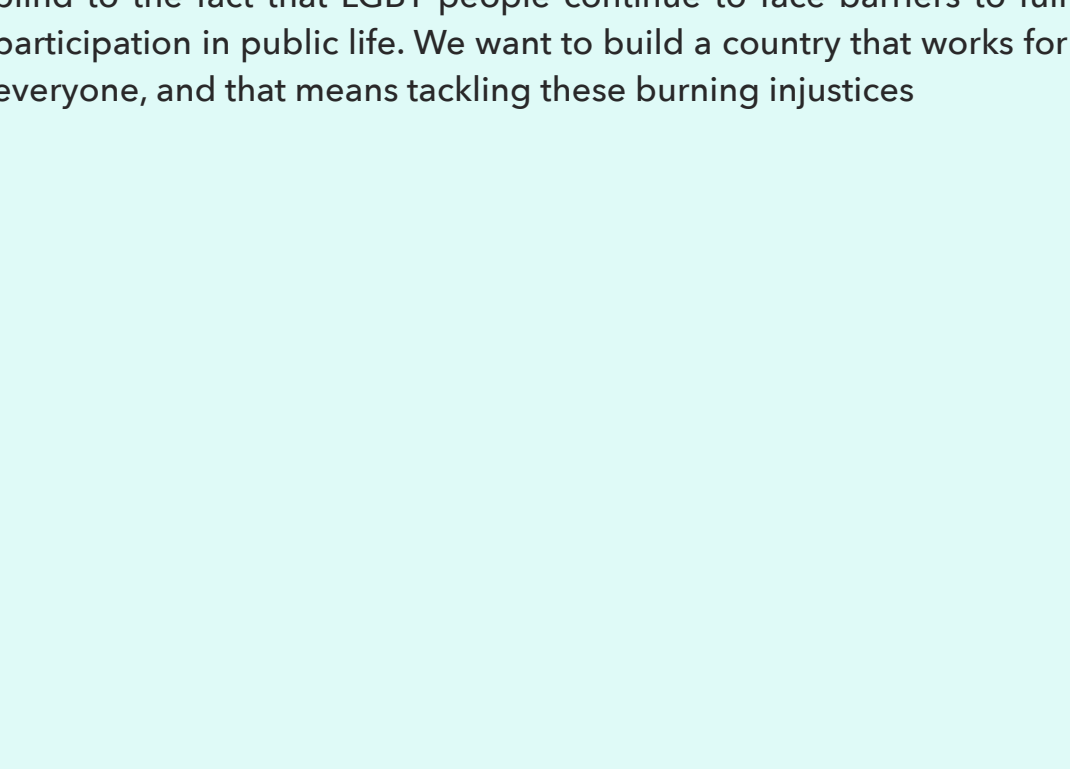 blind to the fact that LGBT people continue to face barriers to full
participation in public life. We want to build a country that works for
everyone, and that means tackling these burning injustices